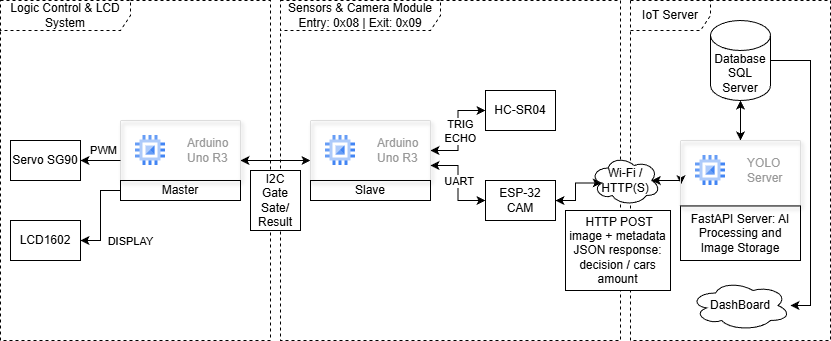 Logic Control & LCD
System
Servo SG90
PWM
Arduino
Uno R3
Master
LCD1602
DISPLAY
I2C
Gate
Sate/
Result
Sensors & Camera Module
Entry: 0x08 | Exit: 0x09
Arduino
Uno R3
Slave
TRIG
ECHO
HC-SR04
UART
ESP-32
CAM
Wi-Fi /
HTTP(S)
HTTP POST
image + metadata
JSON response:
decision / cars
amount
IoT Server
Database
SQL
Server
YOLO
Server
FastAPI Server: AI
Processing and
Image Storage
DashBoard